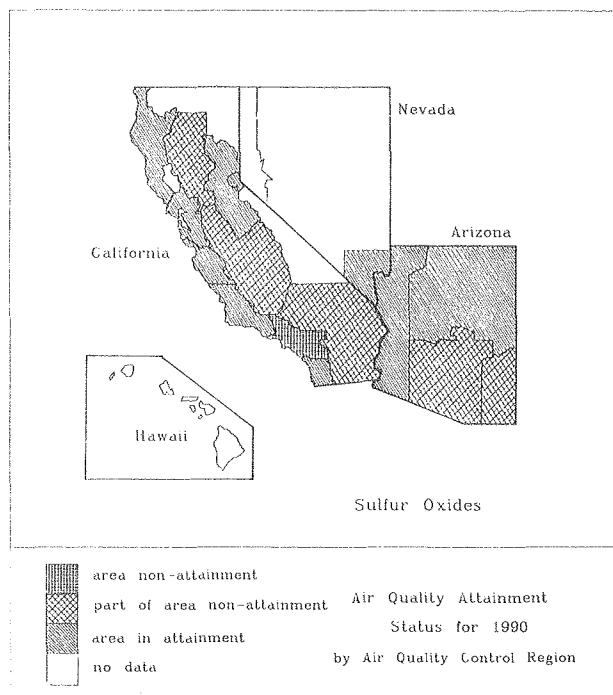 Nevada
Arizona
California
Hawaii
Sulfur Oxides
area non-attainment
part of area non-attainment
area in attainment
no data
Air Quality Attainment
Status for 1990
by Air Quality Control Region